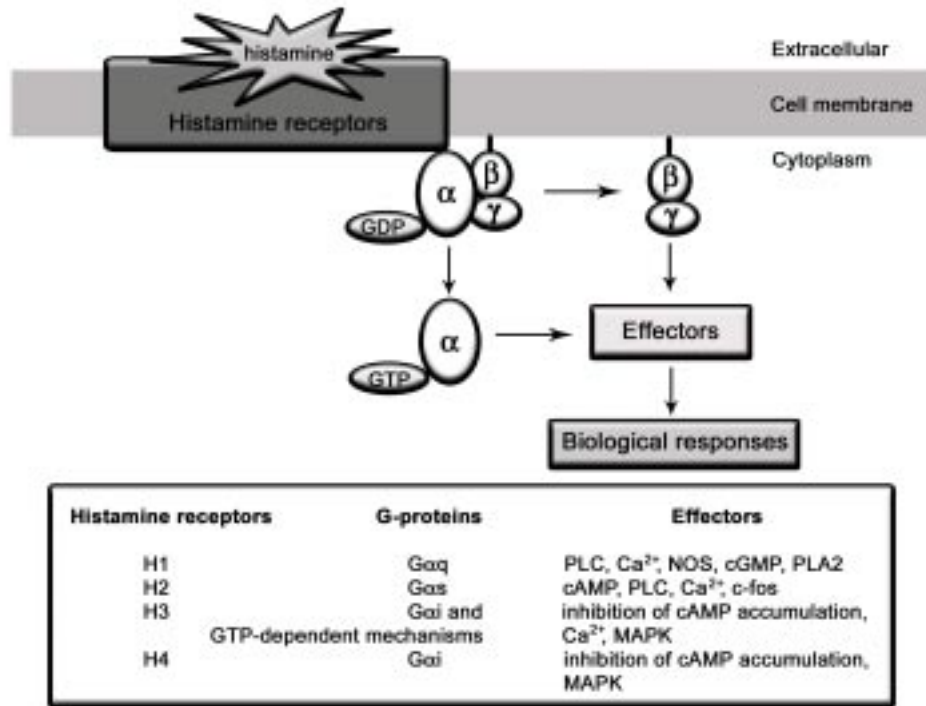 histamine
Extracellular
Histamine receptors
Cell membrane
Cytoplasm
α
β
γ
GDP
β
γ
α
GTP
Effectors
Biological responses
Histamine receptors G-proteins Effectors
H1 Gαq PLC, Ca²⁺, NOS, cGMP, PLA2
H2 Gαs cAMP, PLC, Ca²⁺, c-fos
H3 Gαi and inhibition of cAMP accumulation,
GTP-dependent mechanisms Ca²⁺, MAPK
H4 Gαi inhibition of cAMP accumulation,
MAPK